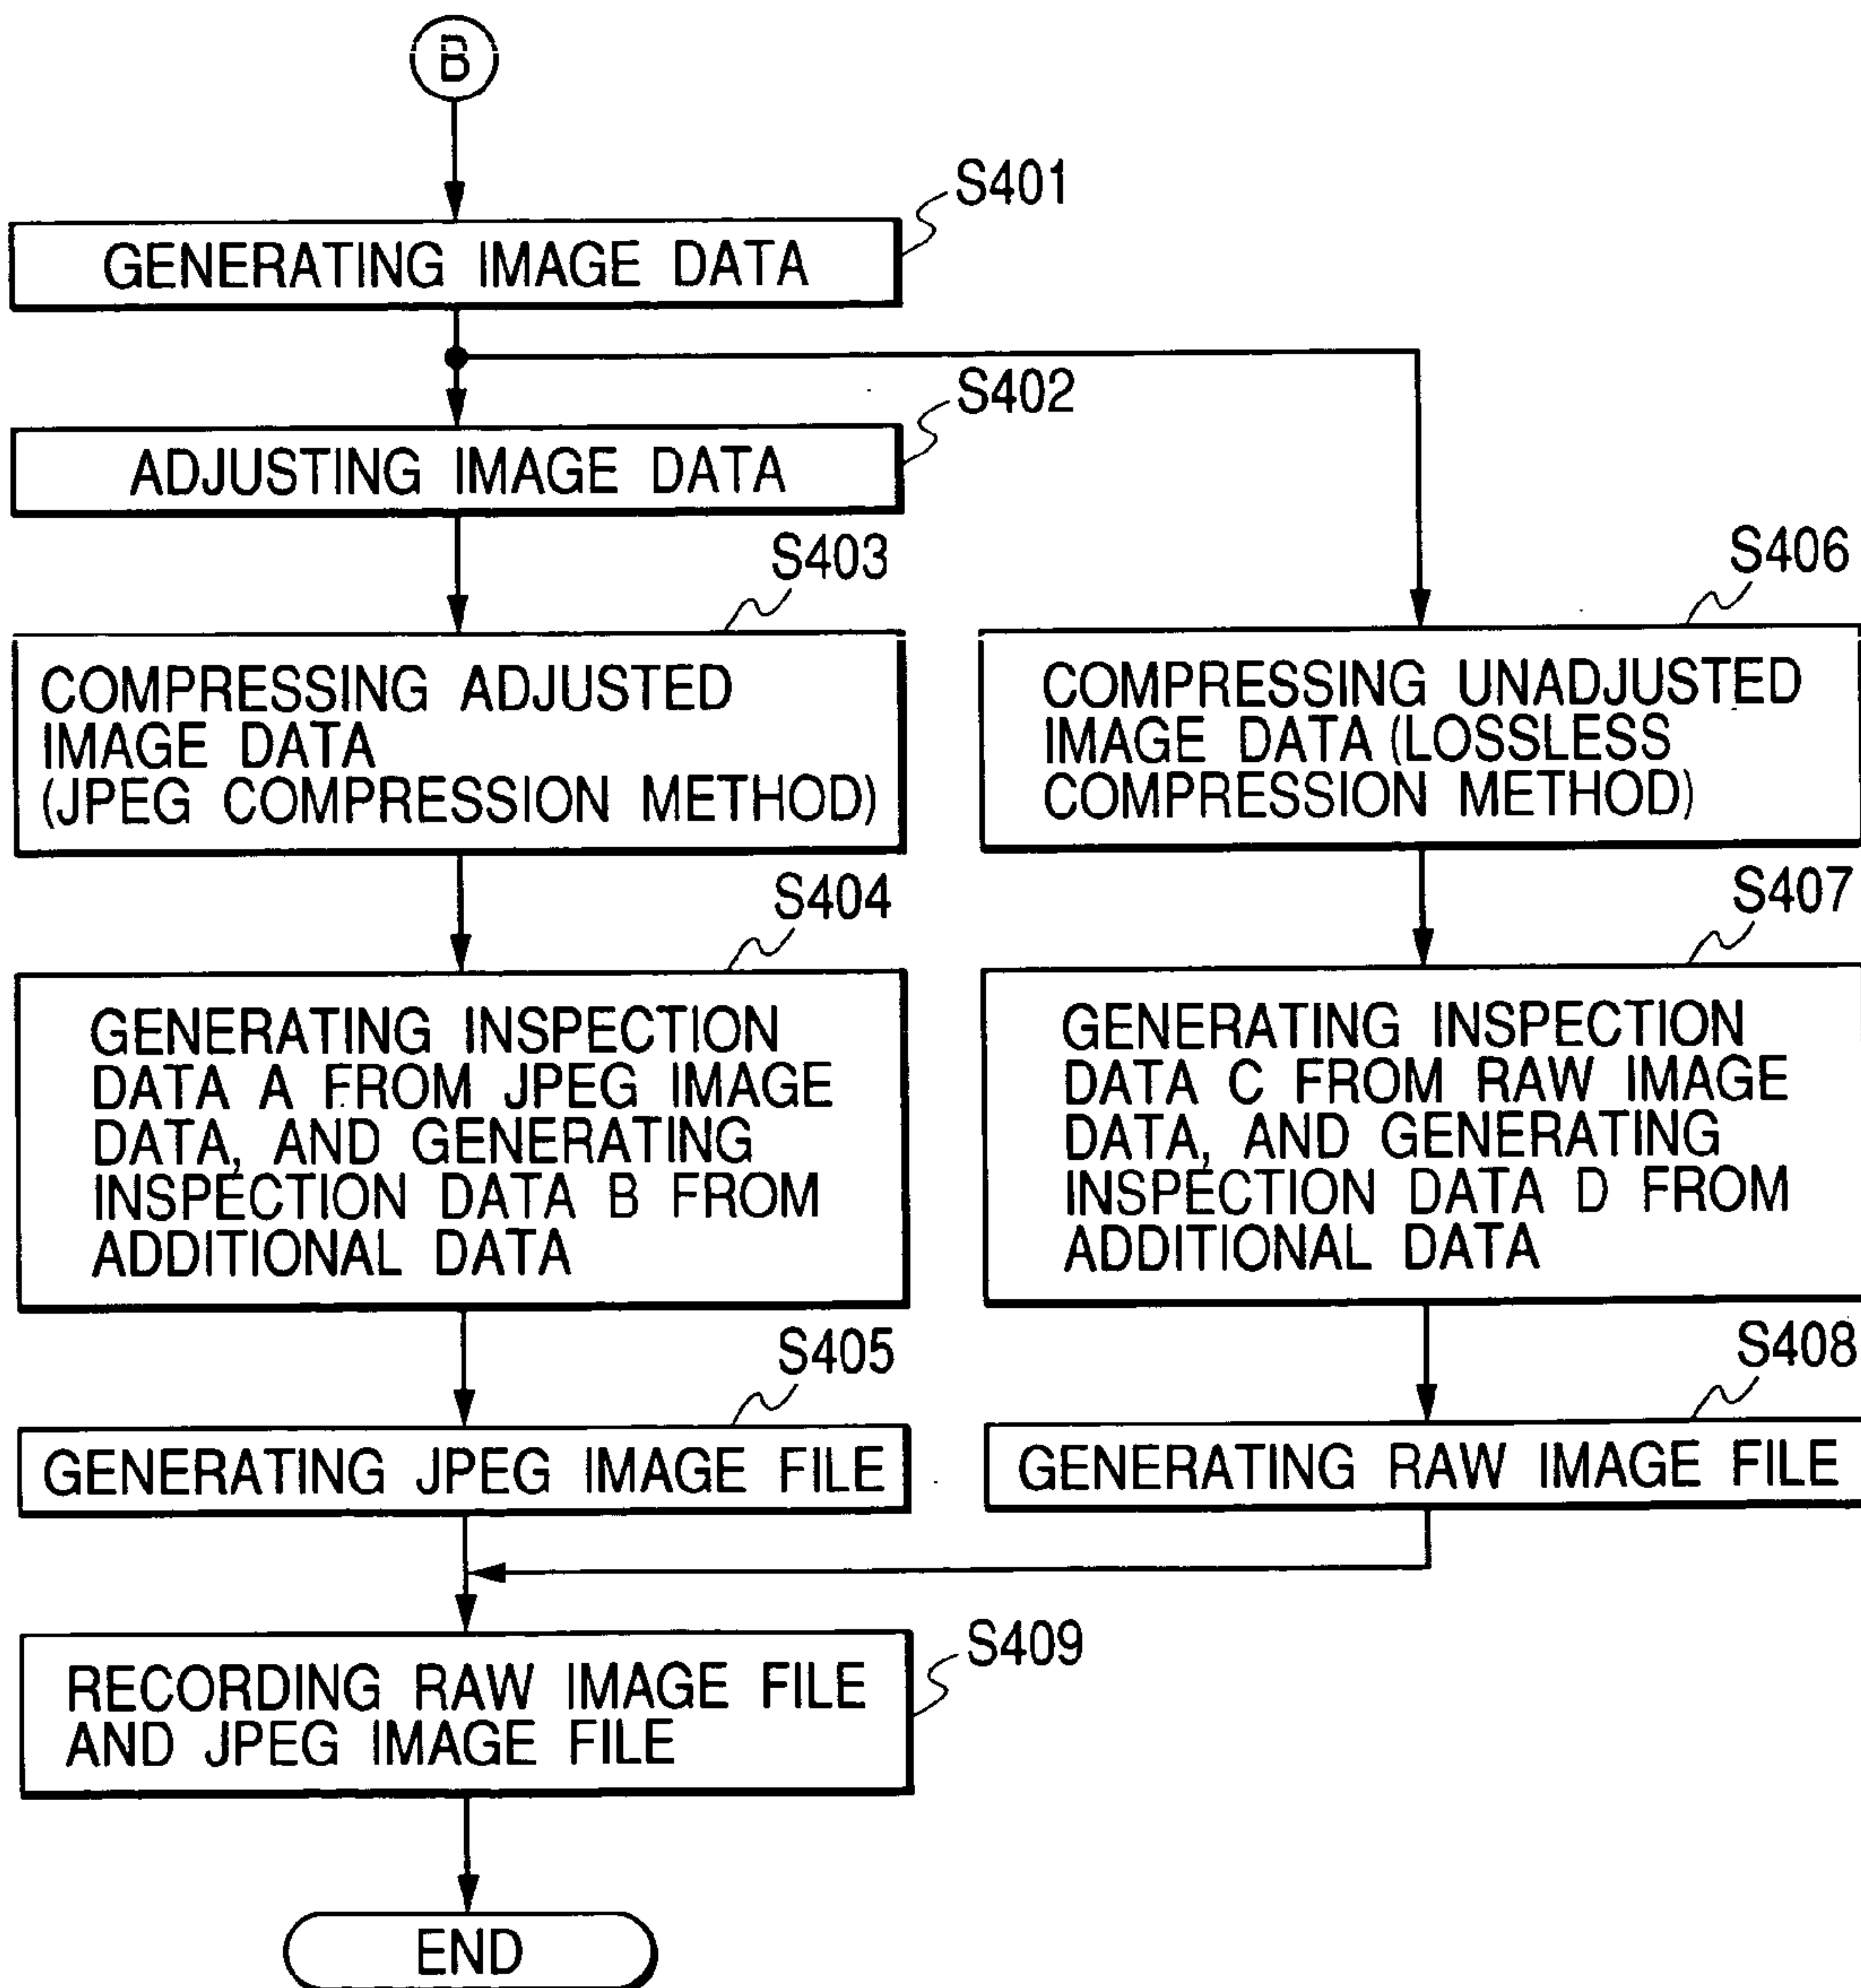 B
S401
GENERATING IMAGE DATA
S402
ADJUSTING IMAGE DATA
S403
COMPRESSING ADJUSTED
IMAGE DATA
(JPEG COMPRESSION METHOD)
S404
GENERATING INSPECTION
DATA A FROM JPEG IMAGE
DATA, AND GENERATING
INSPECTION DATA B FROM
ADDITIONAL DATA
S405
GENERATING JPEG IMAGE FILE
S406
COMPRESSING UNADJUSTED
IMAGE DATA (LOSSLESS
COMPRESSION METHOD)
S407
GENERATING INSPECTION
DATA C FROM RAW IMAGE
DATA, AND GENERATING
INSPECTION DATA D FROM
ADDITIONAL DATA
S408
GENERATING RAW IMAGE FILE
S409
RECORDING RAW IMAGE FILE
AND JPEG IMAGE FILE
END